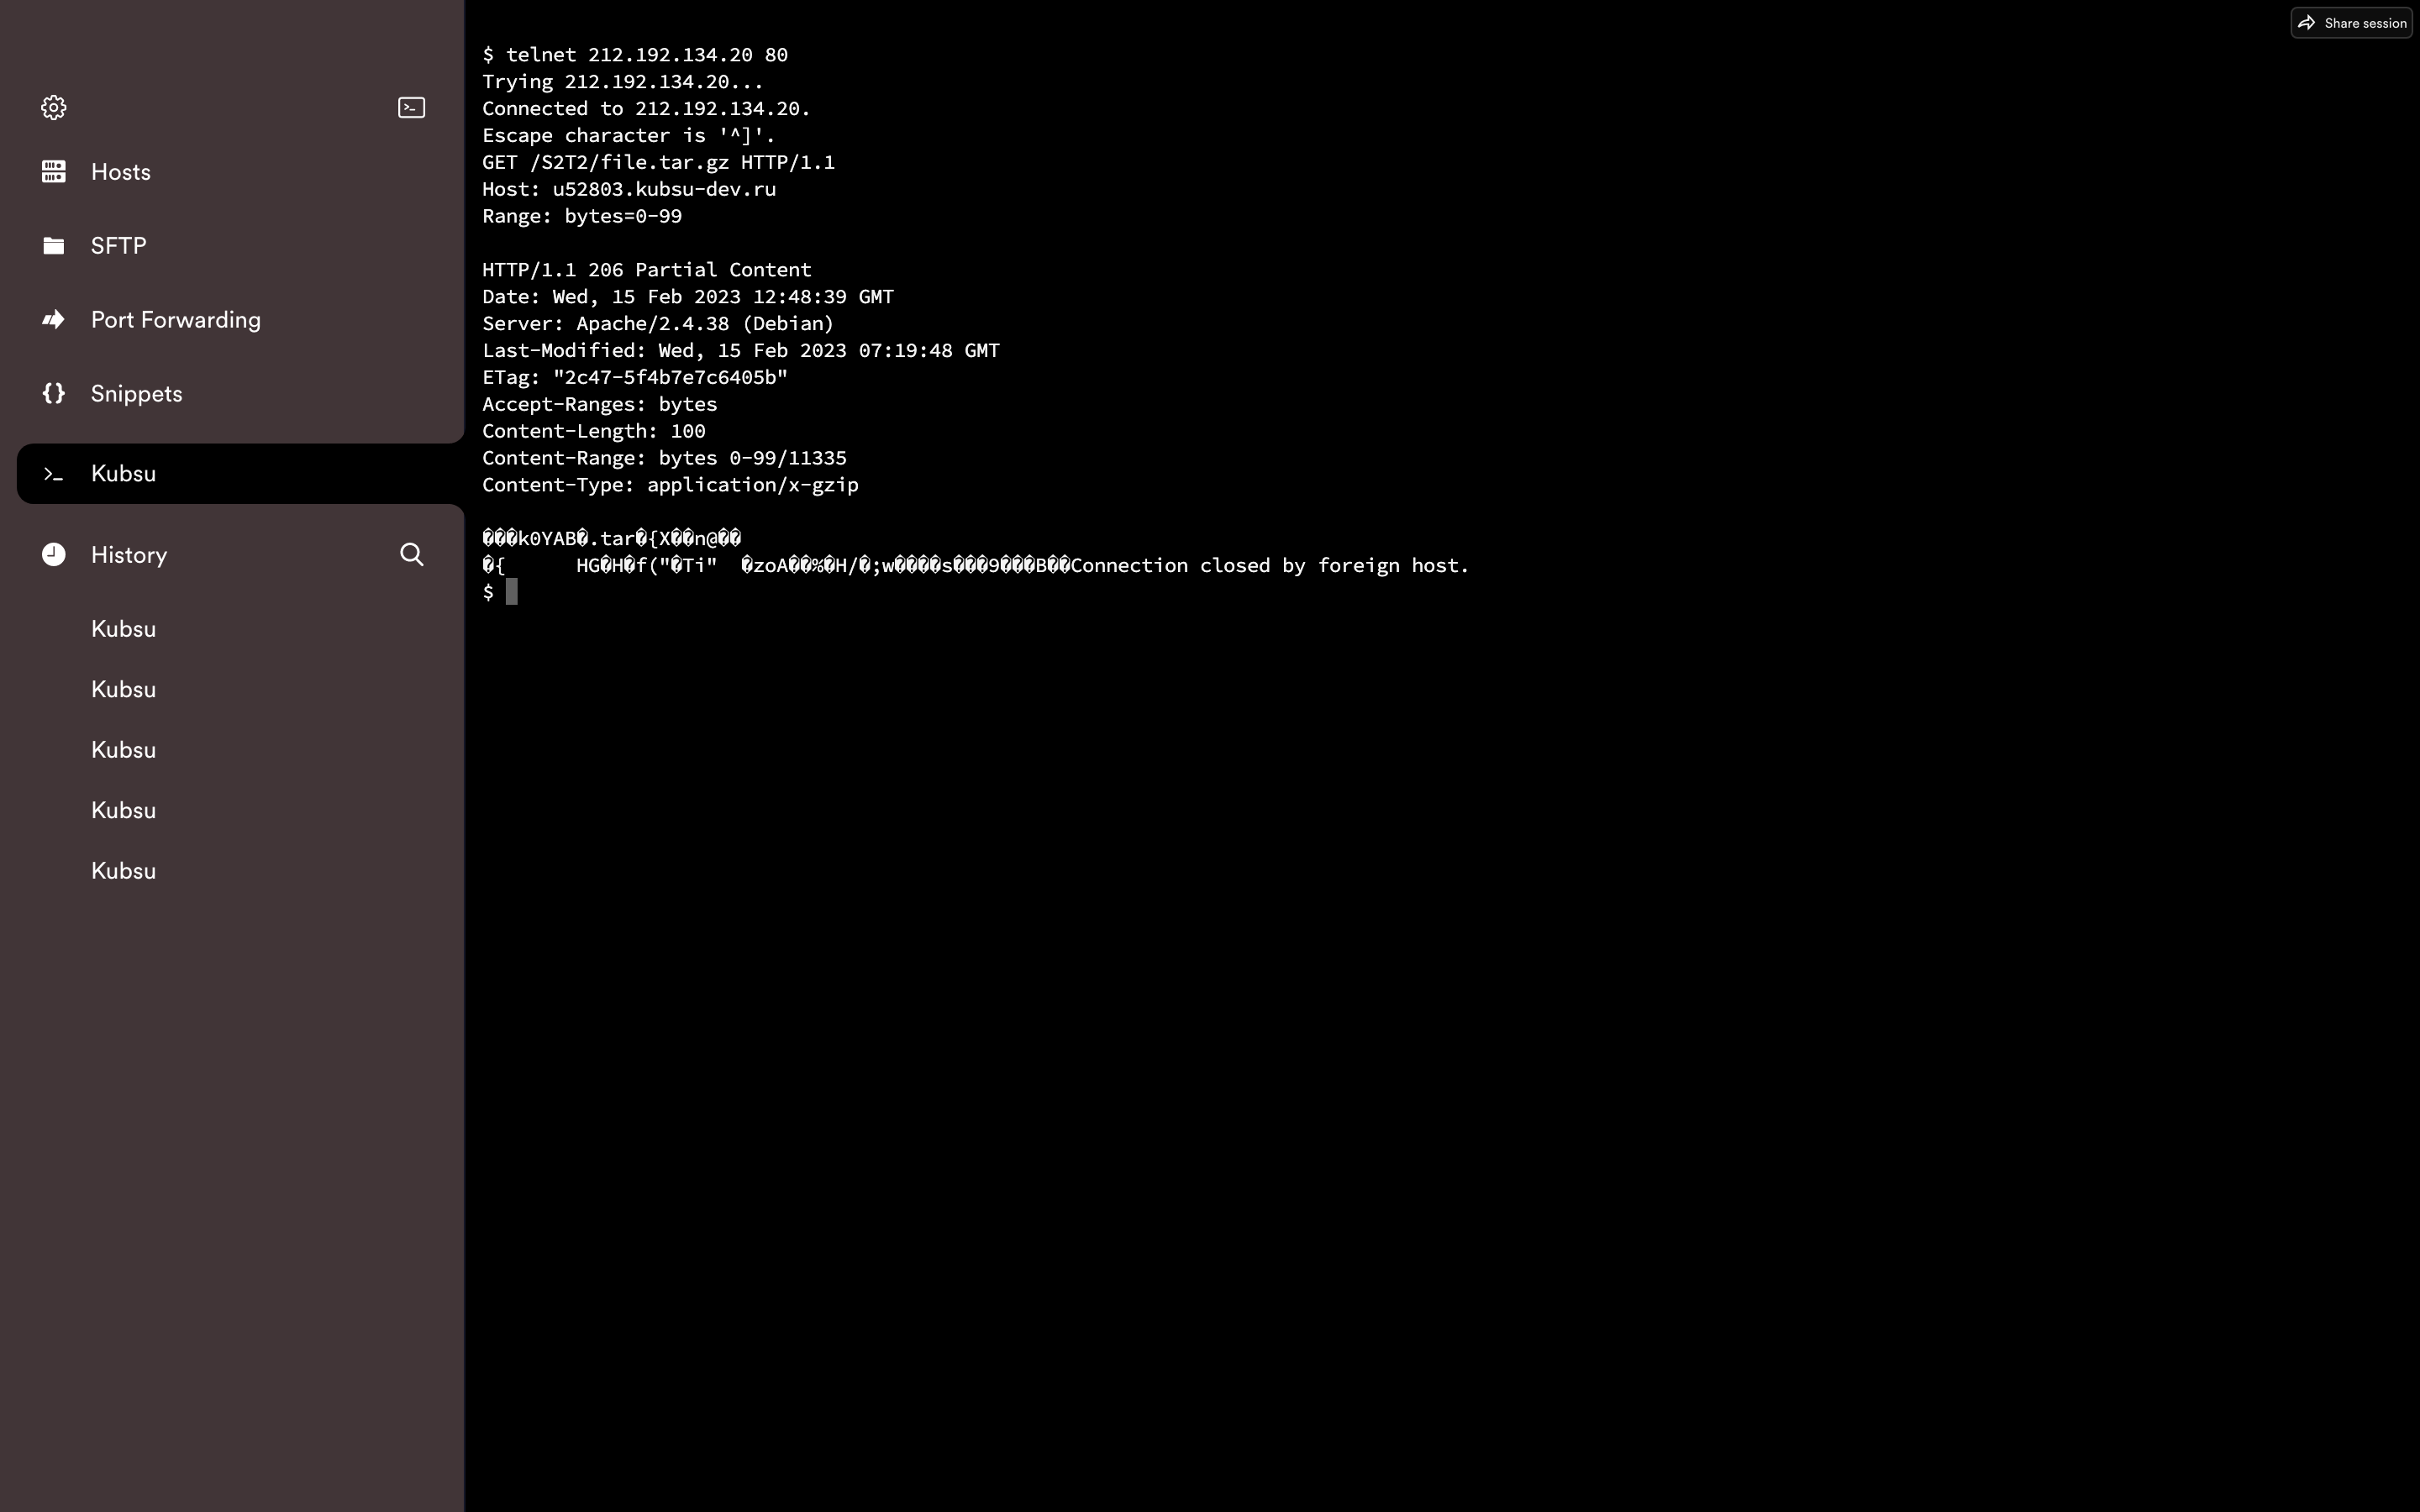 Share session
Hosts
SFTP
Port Forwarding
Snippets
Kubsu
History
Kubsu
Kubsu
Kubsu
Kubsu
Kubsu
$ telnet 212.192.134.20 80
Trying 212.192.134.20...
Connected to 212.192.134.20.
Escape character is '^]'.
GET /S2T2/file.tar.gz HTTP/1.1
Host: u52803.kubsu-dev.ru
Range: bytes=0-99
HTTP/1.1 206 Partial Content
Date: Wed, 15 Feb 2023 12:48:39 GMT
Server: Apache/2.4.38 (Debian)
Last-Modified: Wed, 15 Feb 2023 07:19:48 GMT
ETag: "2c47-5f4b7e7c6405b"
Accept-Ranges: bytes
Content-Length: 100
Content-Range: bytes 0-99/11335
Content-Type: application/x-gzip
���k0YAB�.tar�{X��n@��
�{      HG�H�f("�Ti"  �zoA��%�H/�;w����s���9���B��Connection closed by foreign host.
$